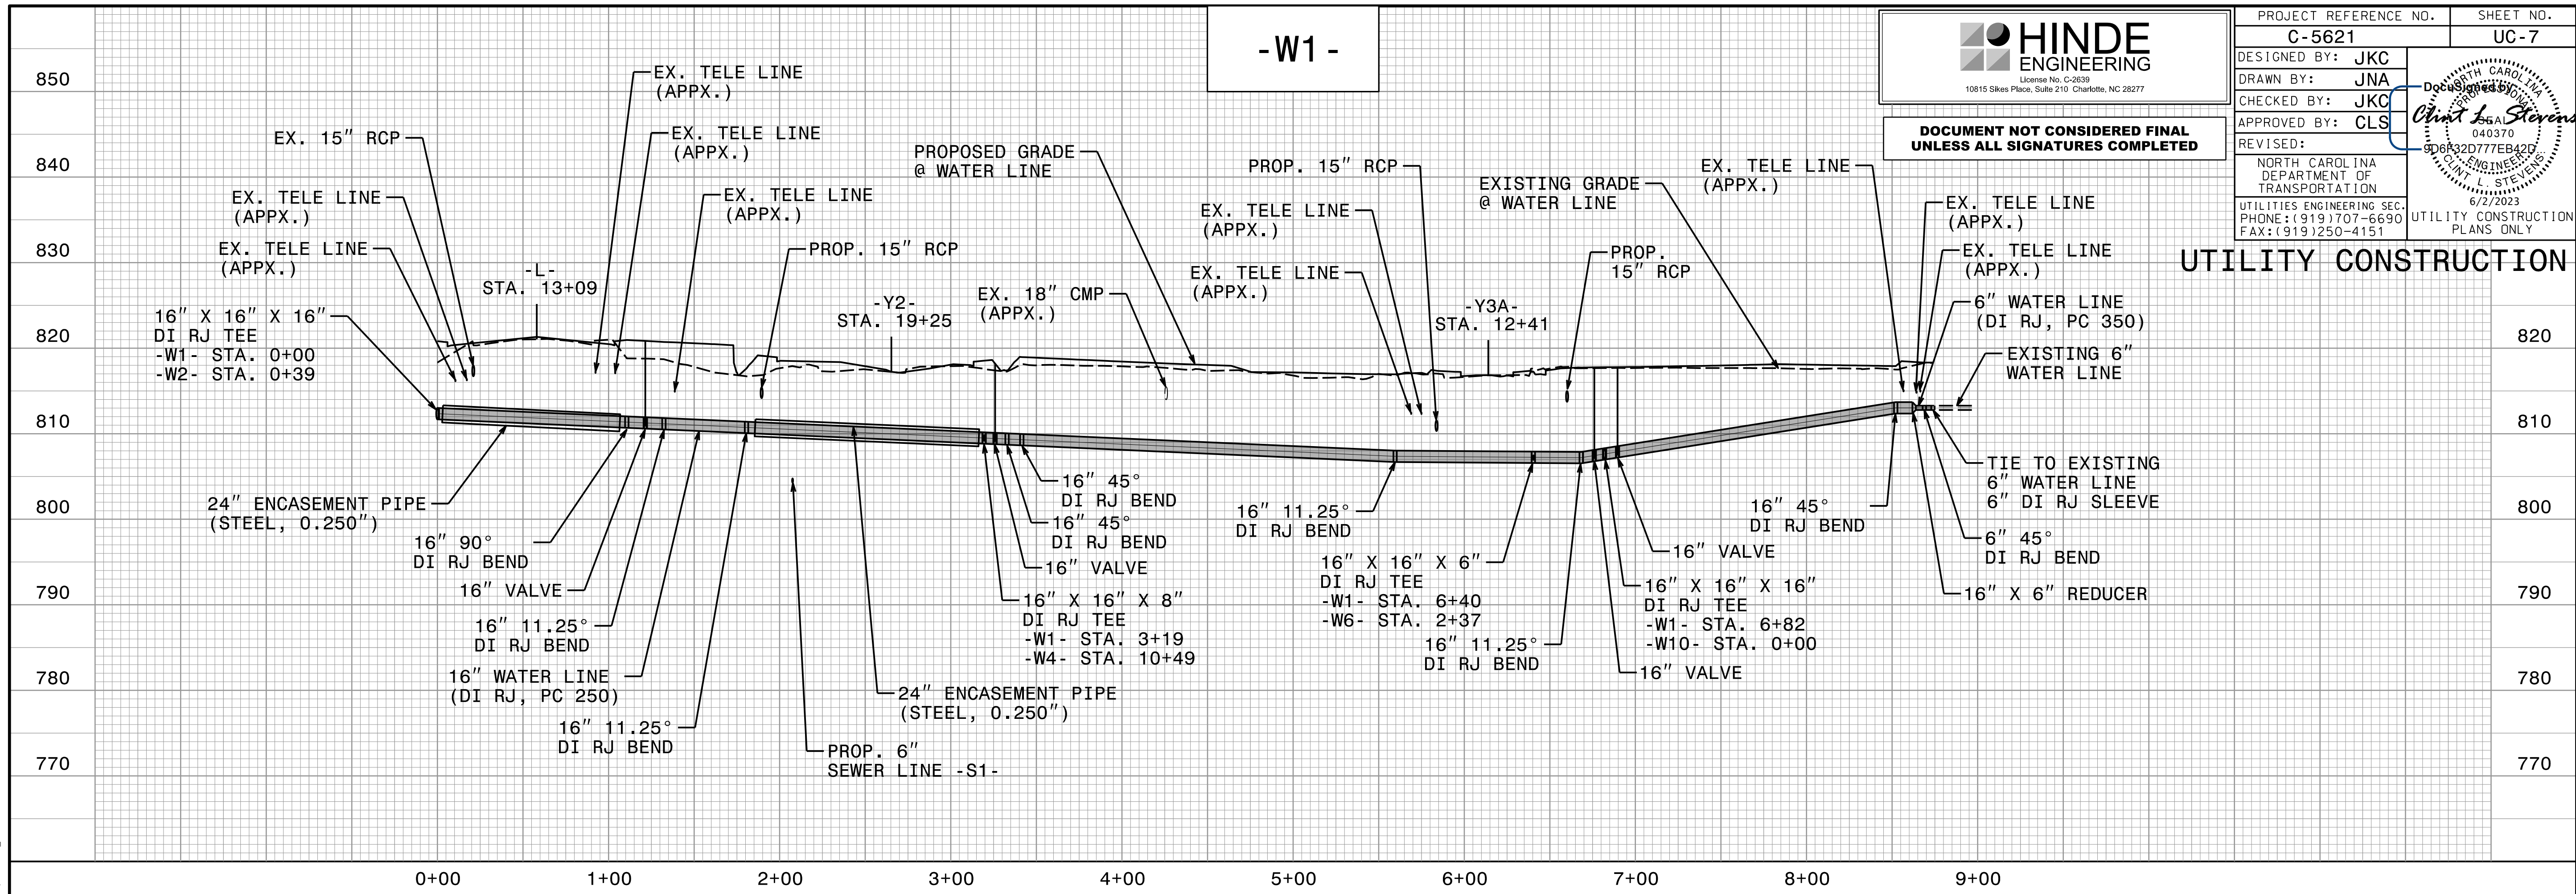 -W1-
HINDE
ENGINEERING
License No. C-2639
10815 Sikes Place, Suite 210 Charlotte, NC 28277
DOCUMENT NOT CONSIDERED FINAL
UNLESS ALL SIGNATURES COMPLETED
PROJECT REFERENCE NO.
SHEET NO.
C-5621
UC-7
DESIGNED BY: JKC
DRAWN BY: JNA
CHECKED BY: JKC
APPROVED BY: CLS
REVISED:
NORTH CAROLINA
DEPARTMENT OF
TRANSPORTATION
UTILITIES ENGINEERING SEC.
PHONE:(919)707-6690
FAX:(919)250-4151
DocuSigned by:
Clint L. Stevens
9D6F32D777EB42D...
NORTH CAROLINA
PROFESSIONAL
SEAL
040370
ENGINEER
CLINT L. STEVENS
6/2/2023
UTILITY CONSTRUCTION
PLANS ONLY
UTILITY CONSTRUCTION
850
840
830
820
810
800
790
780
770
EX. TELE LINE
(APPX.)
EX. 15" RCP
EX. TELE LINE
(APPX.)
EX. TELE LINE
(APPX.)
EX. TELE LINE
(APPX.)
EX. TELE LINE
(APPX.)
PROP. 15" RCP
-L-
STA. 13+09
16" X 16" X 16"
DI RJ TEE
-W1- STA. 0+00
-W2- STA. 0+39
PROPOSED GRADE
@ WATER LINE
-Y2-
STA. 19+25
EX. 18" CMP
(APPX.)
PROP. 15" RCP
EX. TELE LINE
(APPX.)
EX. TELE LINE
(APPX.)
EXISTING GRADE
@ WATER LINE
PROP.
15" RCP
-Y3A-
STA. 12+41
EX. TELE LINE
(APPX.)
EX. TELE LINE
(APPX.)
EX. TELE LINE
(APPX.)
6" WATER LINE
(DI RJ, PC 350)
EXISTING 6"
WATER LINE
24" ENCASEMENT PIPE
(STEEL, 0.250")
16" 90°
DI RJ BEND
16" VALVE
16" 11.25°
DI RJ BEND
16" WATER LINE
(DI RJ, PC 250)
16" 11.25°
DI RJ BEND
PROP. 6"
SEWER LINE -S1-
24" ENCASEMENT PIPE
(STEEL, 0.250")
16" 45°
DI RJ BEND
16" 45°
DI RJ BEND
16" VALVE
16" X 16" X 8"
DI RJ TEE
-W1- STA. 3+19
-W4- STA. 10+49
16" 11.25°
DI RJ BEND
16" X 16" X 6"
DI RJ TEE
-W1- STA. 6+40
-W6- STA. 2+37
16" 11.25°
DI RJ BEND
16" VALVE
16" X 16" X 16"
DI RJ TEE
-W1- STA. 6+82
-W10- STA. 0+00
16" VALVE
16" 45°
DI RJ BEND
TIE TO EXISTING
6" WATER LINE
6" DI RJ SLEEVE
6" 45°
DI RJ BEND
16" X 6" REDUCER
820
810
800
790
780
770
0+00
1+00
2+00
3+00
4+00
5+00
6+00
7+00
8+00
9+00